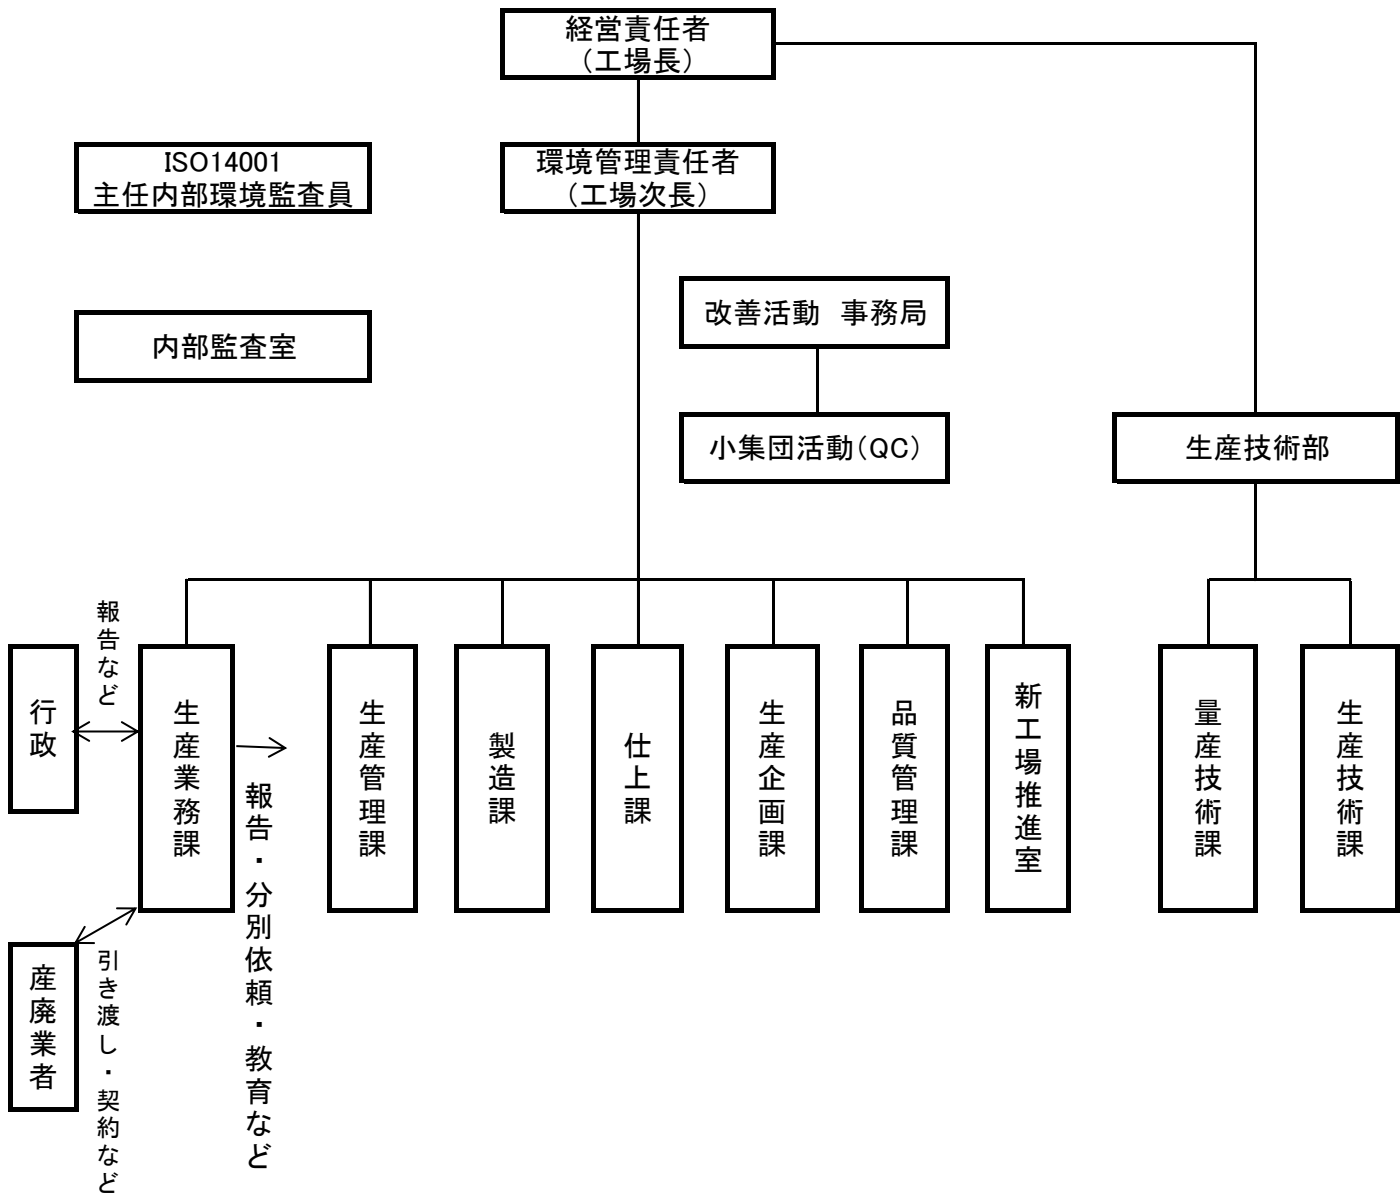 経営責任者
（工場長）
ISO14001
主任内部環境監査員
環境管理責任者
（工場次長）
改善活動　事務局
内部監査室
小集団活動（QC）
生産技術部
報告など
行政
生産業務課
報告・分別依頼・教育など
生産管理課
製造課
仕上課
生産企画課
品質管理課
新工場推進室
量産技術課
生産技術課
産廃業者
引き渡し・契約など